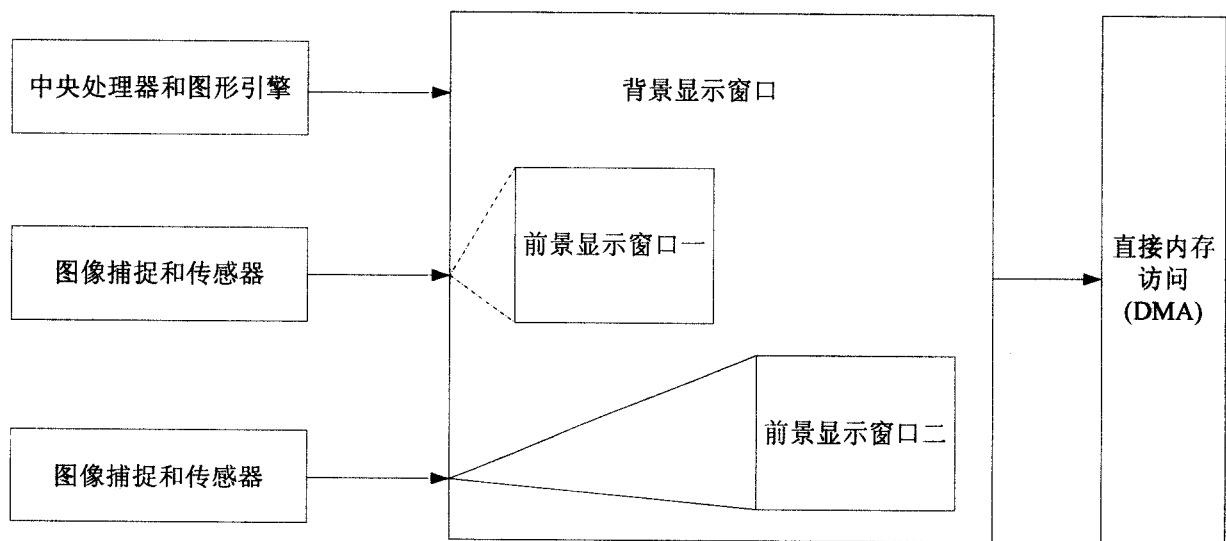 中央处理器和图形引擎
背景显示窗口
前景显示窗口一
图像捕捉和传感器
直接内存
访问
(DMA)
前景显示窗口二
图像捕捉和传感器